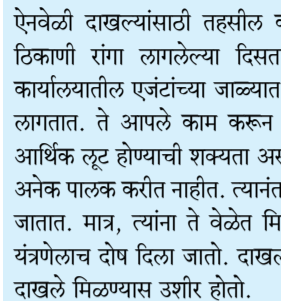 ऐनवेळी दाखल्यांसाठी तहसील
ठिकाणी रांगा लागलेल्या दिसत
कार्यालयातील एजंटांच्या जाळ्यात
लागतात. ते आपले काम करून
आर्थिक लूट होण्याची शक्यता अस
अनेक पालक करीत नाहीत. त्यानंत
जातात. मात्र, त्यांना ते वेळेत मि
यंत्रणेलाच दोष दिला जातो. दाखल
दाखले मिळण्यास उशीर होतो.